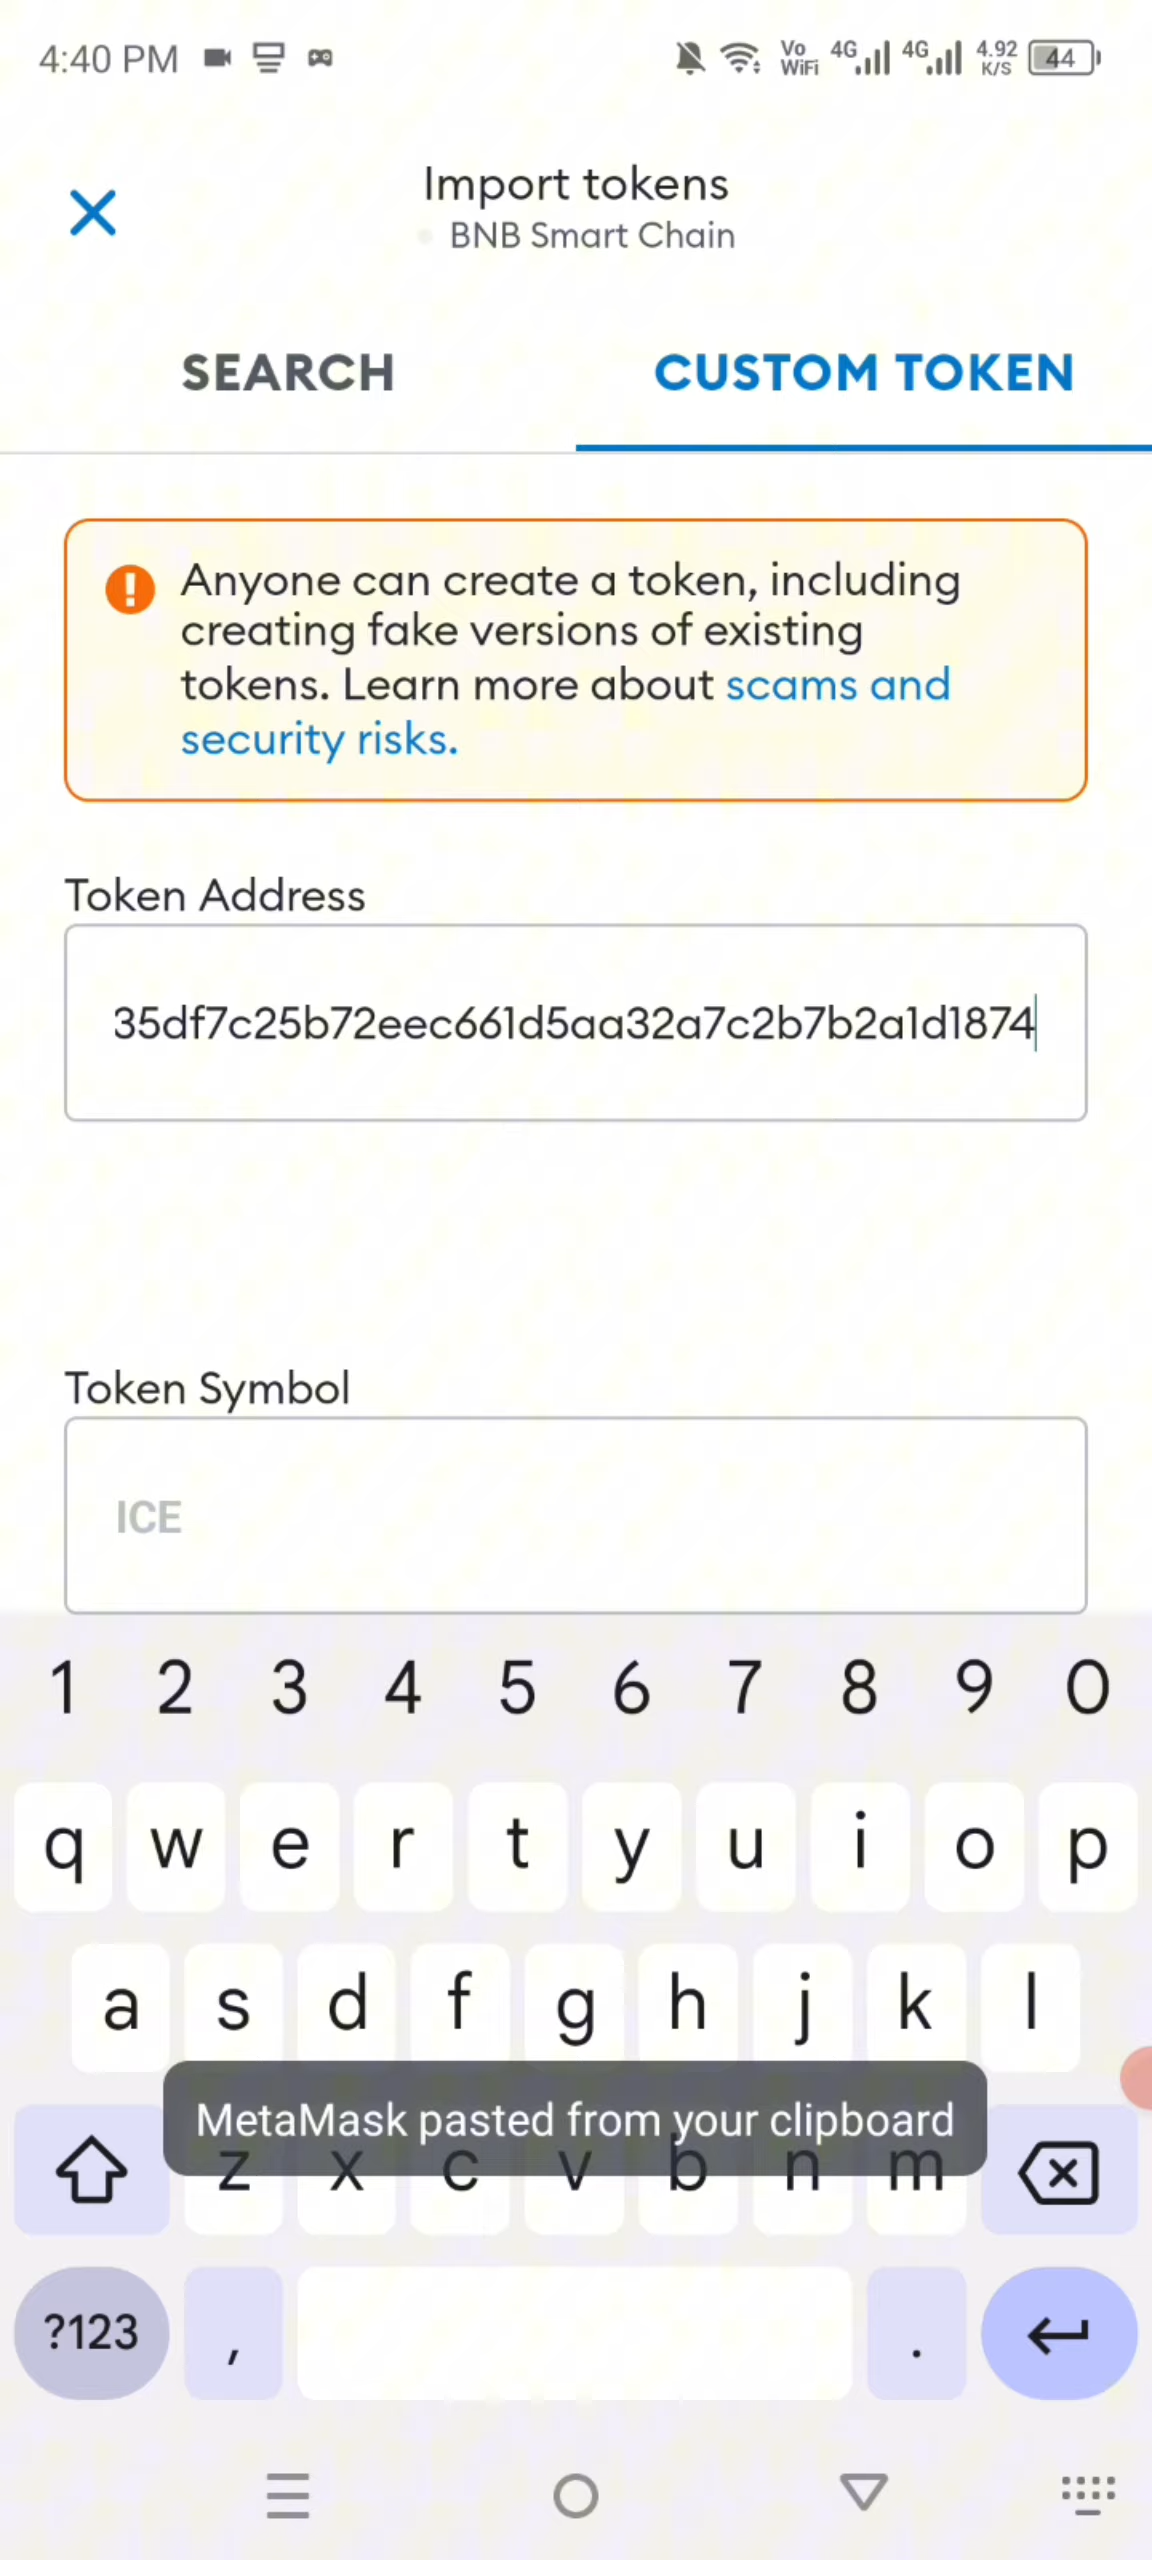 4:40 PM
Vo WiFi 4G 4G 4.92 K/S 44
Import tokens
BNB Smart Chain
SEARCH
CUSTOM TOKEN
Anyone can create a token, including
creating fake versions of existing
tokens. Learn more about scams and
security risks.
Token Address
35df7c25b72eec661d5aa32a7c2b7b2a1d1874
Token Symbol
ICE
1 2 3 4 5 6 7 8 9 0
q w e r t y u i o p
a s d f g h j k l
MetaMask pasted from your clipboard
z x c v b n m
?123 , .